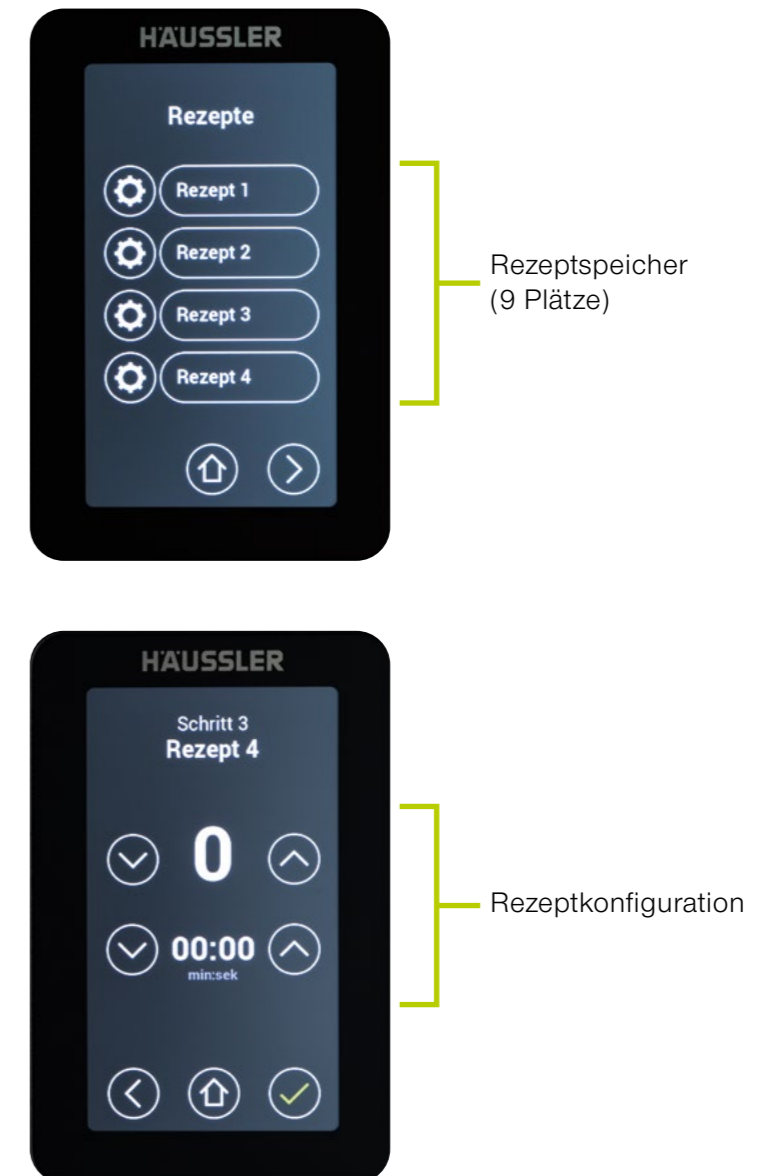 HÄUSSLER
Rezepte
Rezept 1
Rezept 2
Rezept 3
Rezept 4
Rezeptspeicher
(9 Plätze)
HÄUSSLER
Schritt 3
Rezept 4
0
00:00
min:sek
Rezeptkonfiguration